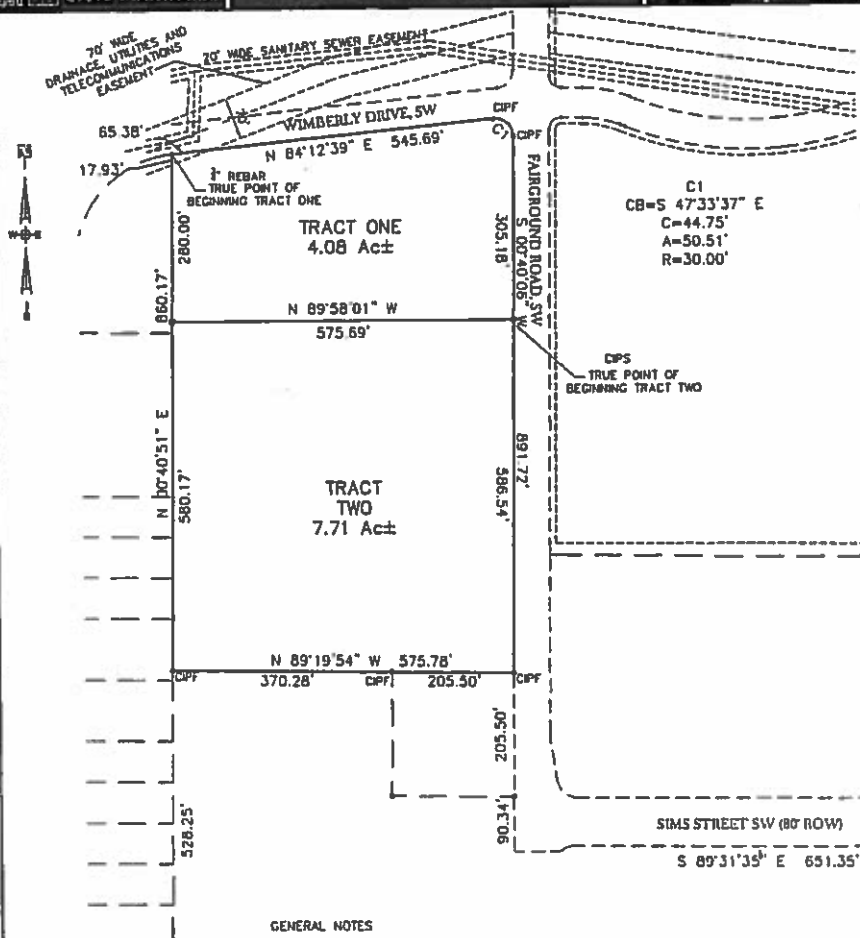 20' WIDE
DRAINAGE, UTILITIES AND
TELECOMMUNICATIONS
EASEMENT
20' WIDE SANITARY SEWER EASEMENT
65.38'
WIMBERLY DRIVE, SW
CIPF
C1
CIPF
N 84°12'39" E 545.69'
17.93'
REBAR
TRUE POINT OF
BEGINNING TRACT ONE
C1
CB=S 47°33'37" E
C=44.75'
A=50.51'
R=30.00'
TRACT ONE
4.08 Ac±
280.00'
860.17'
305.18'
S 00°40'06" W
FAIRGROUND ROAD, SW
W
N 89°58'01" W
575.69'
CIPS
TRUE POINT OF
BEGINNING TRACT TWO
N 00°40'51" E
580.17'
TRACT
TWO
7.71 Ac±
891.72'
586.54'
N 89°19'54" W 575.78'
CIPF
370.28'
CIPF
205.50'
CIPF
205.50'
90.34'
528.25'
SIMS STREET SW (80' ROW)
S 89°31'35" E 651.35'
GENERAL NOTES